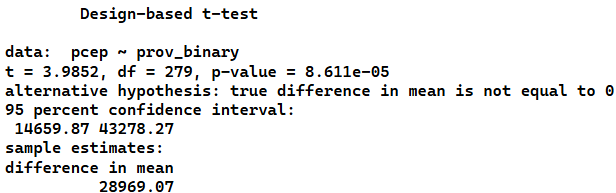 Design-based t-test
data:  pcep ~ prov_binary
t = 3.9852, df = 279, p-value = 8.611e-05
alternative hypothesis: true difference in mean is not equal to 0
95 percent confidence interval:
 14659.87 43278.27
sample estimates:
difference in mean
          28969.07